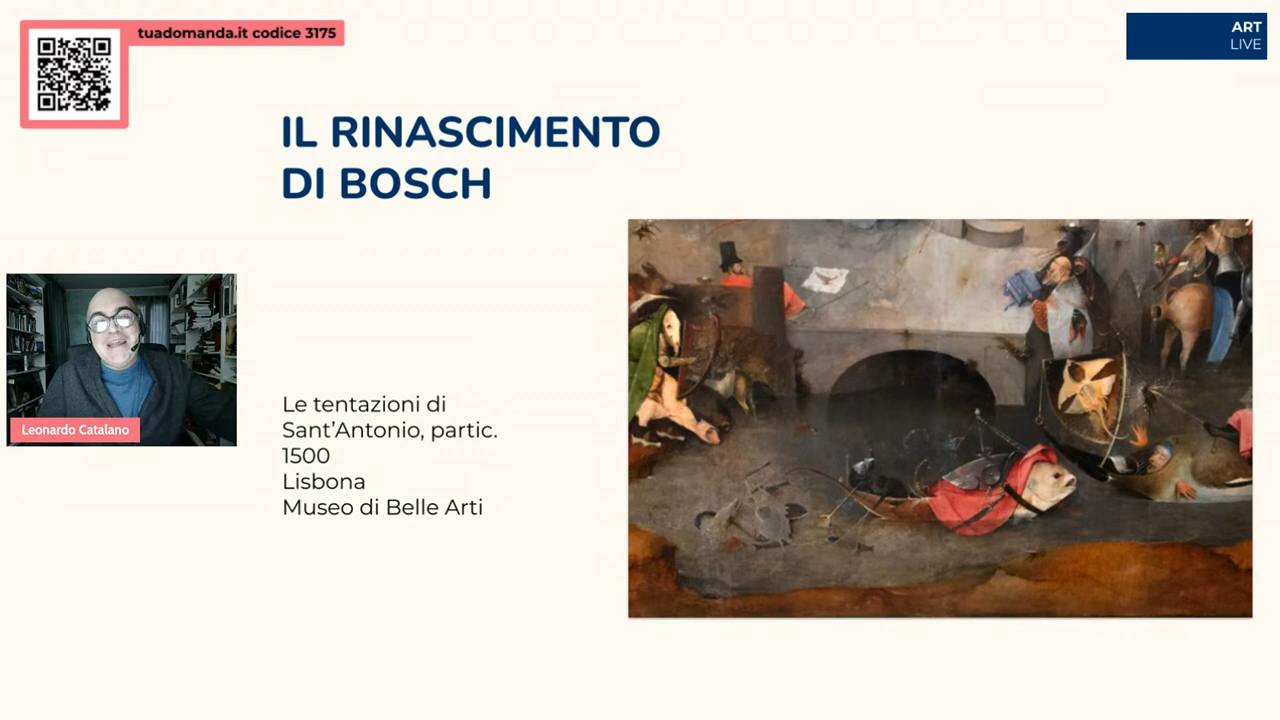 tuadomanda.it codice 3175
ART
LIVE
IL RINASCIMENTO
DI BOSCH
Leonardo Catalano
Le tentazioni di
Sant’Antonio, partic.
1500
Lisbona
Museo di Belle Arti